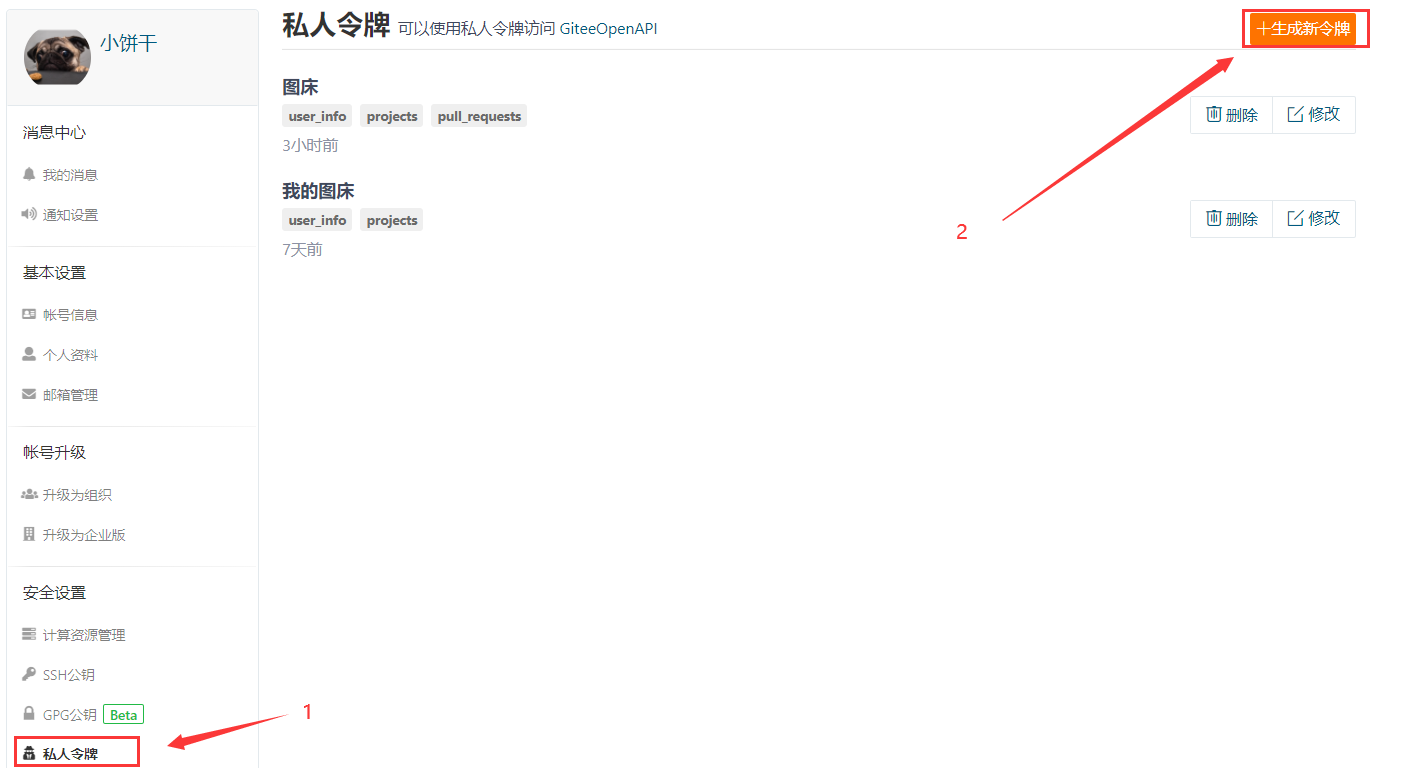 小饼干
消息中心
我的消息
通知设置
基本设置
帐号信息
个人资料
邮箱管理
帐号升级
升级为组织
升级为企业版
安全设置
计算资源管理
SSH公钥
GPG公钥 Beta
私人令牌
1
私人令牌 可以使用私人令牌访问 GiteeOpenAPI
+生成新令牌
图床
user_info projects pull_requests
3小时前
删除 修改
我的图床
user_info projects
7天前
删除 修改
2